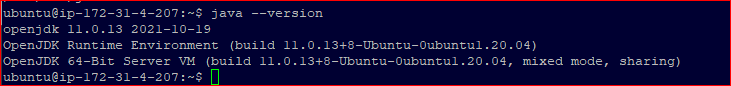 ubuntu@ip-172-31-4-207:~$ java --version
openjdk 11.0.13 2021-10-19
OpenJDK Runtime Environment (build 11.0.13+8-Ubuntu-0ubuntu1.20.04)
OpenJDK 64-Bit Server VM (build 11.0.13+8-Ubuntu-0ubuntu1.20.04, mixed mode, sharing)
ubuntu@ip-172-31-4-207:~$